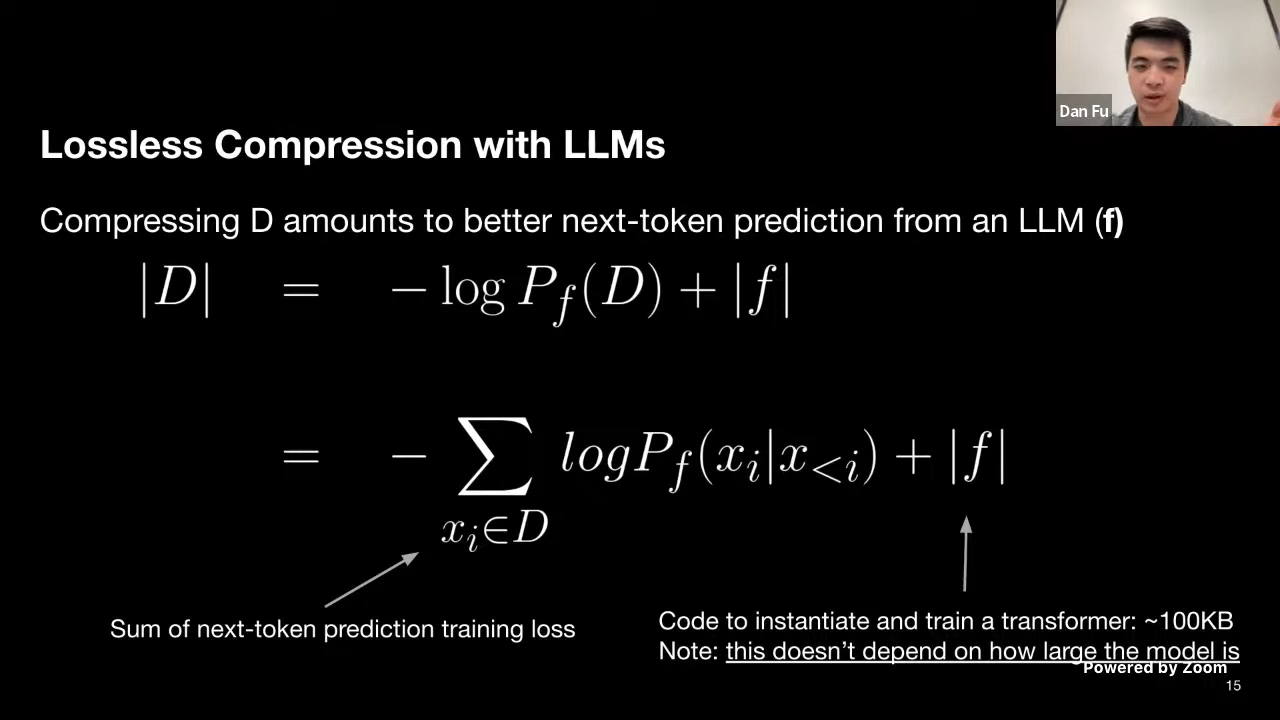 Dan Fu
Lossless Compression with LLMs
Compressing D amounts to better next-token prediction from an LLM (f)
|D| = − log P_f(D) + |f|
= − ∑_{x_i∈D} logP_f(x_i|x_{<i}) + |f|
Sum of next-token prediction training loss
Code to instantiate and train a transformer: ~100KB
Note: this doesn’t depend on how large the model is
Powered by Zoom
15